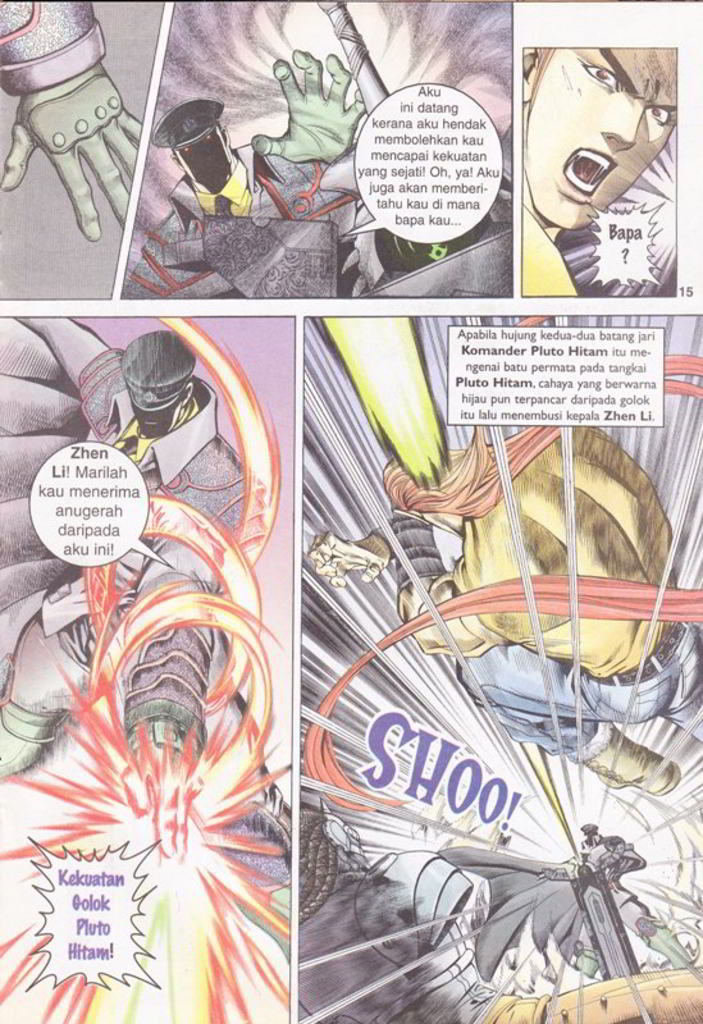 Aku
ini datang
kerana aku hendak
membolehkan kau
mencapai kekuatan
yang sejati! Oh, ya! Aku
juga akan memberi-
tahu kau di mana
bapa kau...
Bapa
?
15
Zhen
Li! Marilah
kau menerima
anugerah
daripada
aku ini!
Kekuatan
Golok
Pluto
Hitam!
Apabila hujung kedua-dua batang jari
Komander Pluto Hitam itu me-
ngenai batu permata pada tangkai
Pluto Hitam, cahaya yang berwarna
hijau pun terpancar daripada golok
itu lalu menembusi kepala Zhen Li.
SHOO!